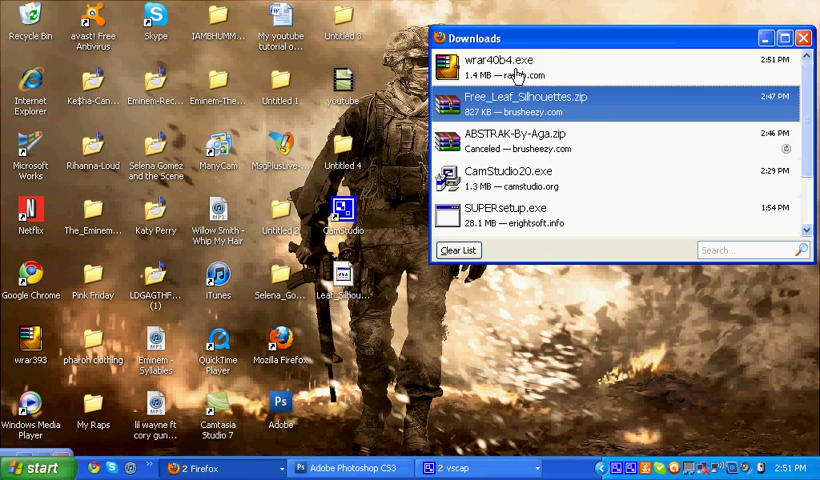 Recycle Bin
avast! Free
Antivirus
Skype
IAMBHUMM...
My youtube
tutorial o...
Untitled 3
Internet
Explorer
Ke$ha-Can...
Eminem-Rec...
Eminem-The...
Untitled 1
youtube
Microsoft
Works
Rihanna-Loud
Selena Gomez
and the Scene
ManyCam
MsgPlusLive-...
Untitled 4
Netflix
The_Eminem...
Katy Perry
Willow Smith -
Whip My Hair
Untitled 2
CamStudio
Google Chrome
Pink Friday
LDGAGTHF...
(1)
iTunes
Selena_Go...
Leaf_Silhou...
wrar393
pharoh clothing
Eminem -
Syllables
QuickTime
Player
Mozilla Firefox
Windows Media
Player
My Raps
lil wayne ft
cory gun...
Camtasia
Studio 7
Ps
Adobe
Downloads
wrar40b4.exe
2:51 PM
1.4 MB —
Free_Leaf_Silhouettes.zip
2:47 PM
827 KB — brusheezy.com
ABSTRAK-By-Aga.zip
2:46 PM
Canceled — brusheezy.com
CamStudio20.exe
2:29 PM
1.3 MB — camstudio.org
SUPERsetup.exe
1:54 PM
28.1 MB — erightsoft.info
Clear List
Search...
start
2 Firefox
Ps
Adobe Photoshop CS3
2 vscap
2:51 PM